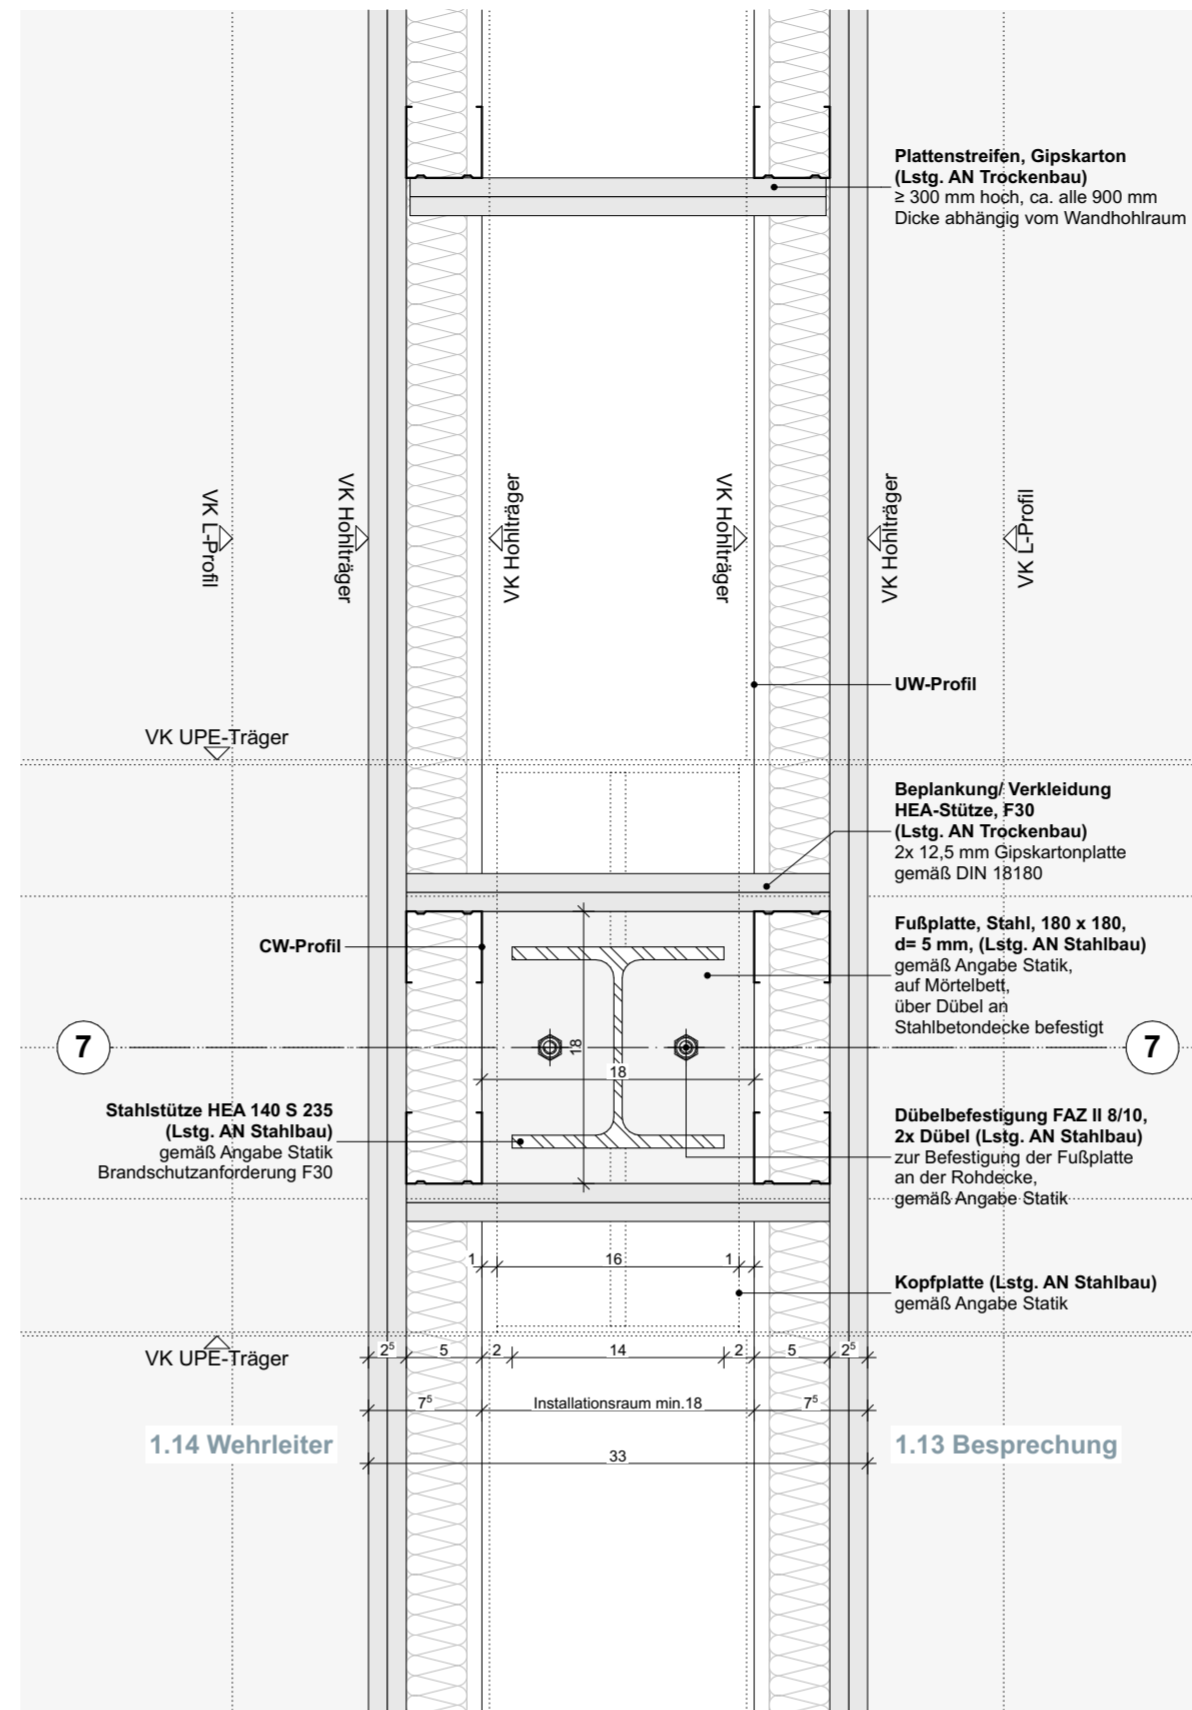 Plattenstreifen, Gipskarton
(Lstg. AN Trockenbau)
≥ 300 mm hoch, ca. alle 900 mm
Dicke abhängig vom Wandhohlraum
VK L-Profil
VK Hohlträger
VK Hohlträger
VK Hohlträger
VK Hohlträger
VK L-Profil
UW-Profil
VK UPE-Träger
Beplankung/ Verkleidung
HEA-Stütze, F30
(Lstg. AN Trockenbau)
2x 12,5 mm Gipskartonplatte
gemäß DIN 18180
CW-Profil
Fußplatte, Stahl, 180 x 180,
d= 5 mm, (Lstg. AN Stahlbau)
gemäß Angabe Statik,
auf Mörtelbett,
über Dübel an
Stahlbetondecke befestigt
7
18
18
7
Stahlstütze HEA 140 S 235
(Lstg. AN Stahlbau)
gemäß Angabe Statik
Brandschutzanforderung F30
Dübelbefestigung FAZ II 8/10,
2x Dübel (Lstg. AN Stahlbau)
zur Befestigung der Fußplatte
an der Rohdecke,
gemäß Angabe Statik
1 16 1
Kopfplatte (Lstg. AN Stahlbau)
gemäß Angabe Statik
VK UPE-Träger
2⁵ 5 2 14 2 5 2⁵
7⁵ Installationsraum min.18 7⁵
1.14 Wehrleiter
1.13 Besprechung
33